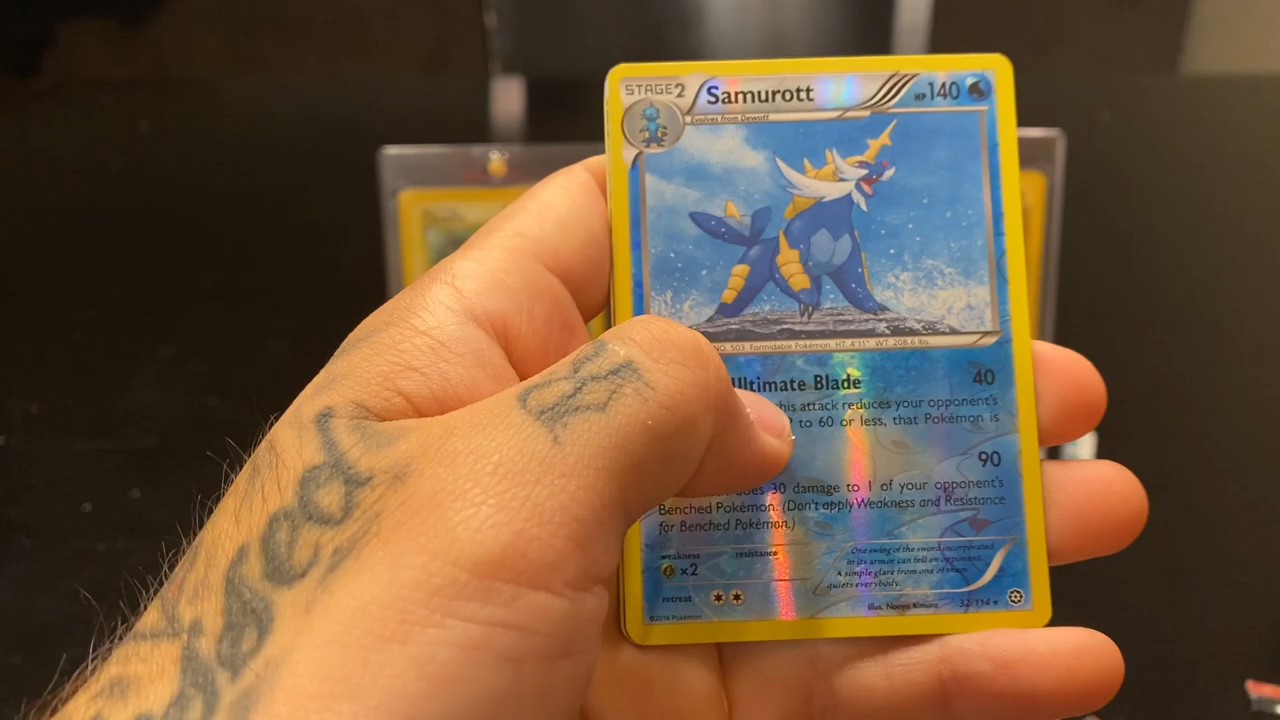 STAGE2 Samurott HP140
Evolves from Dewott
NO. 503 Formidable Pokémon HT. 4'11" WT. 208.6 lbs.
Ultimate Blade 40
this attack reduces your opponent's
to 60 or less, that Pokémon is
90
does 30 damage to 1 of your opponent's
Benched Pokémon. (Don't apply Weakness and Resistance
for Benched Pokémon.)
weakness resistance
×2
retreat
One swing of the sword incorporated
in its armor can fell an opponent.
A simple glare from one of them
quiets everybody.
Illus. Naoyo Kimura 32/114
©2016 Pokémon